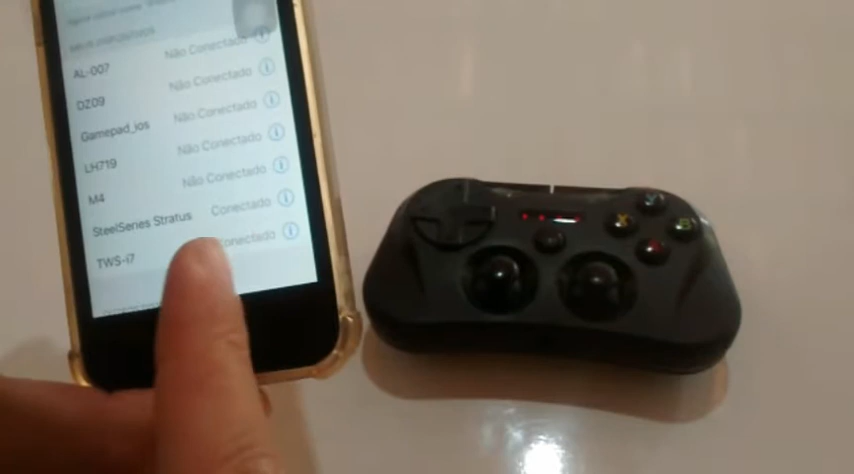 AL-007 Não Conectado
DZ09 Não Conectado
Gamepad_ios Não Conectado
LH719 Não Conectado
M4 Não Conectado
SteelSeries Stratus Conectado
TWS-i7 Conectado
Y
X
B